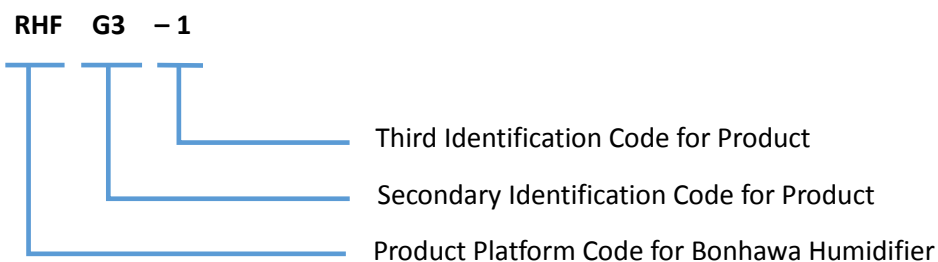 RHF G3 – 1
Third Identification Code for Product
Secondary Identification Code for Product
Product Platform Code for Bonhawa Humidifier